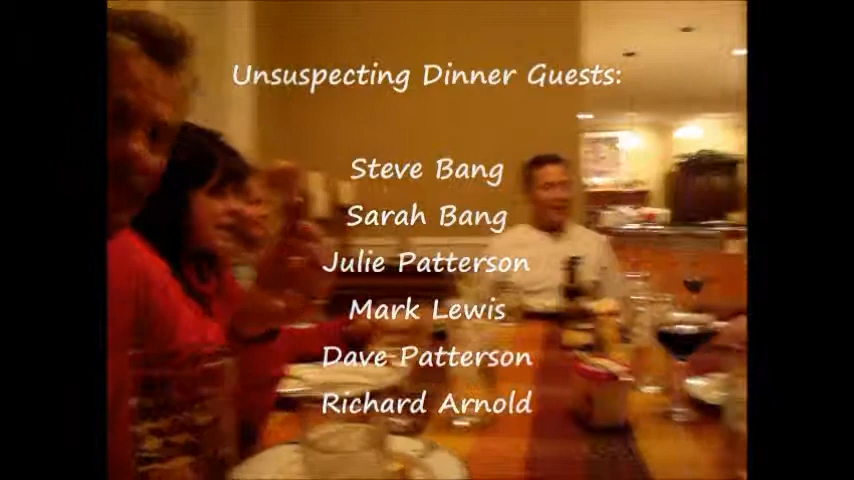 Unsuspecting Dinner Guests:
Steve Bang
Sarah Bang
Julie Patterson
Mark Lewis
Dave Patterson
Richard Arnold